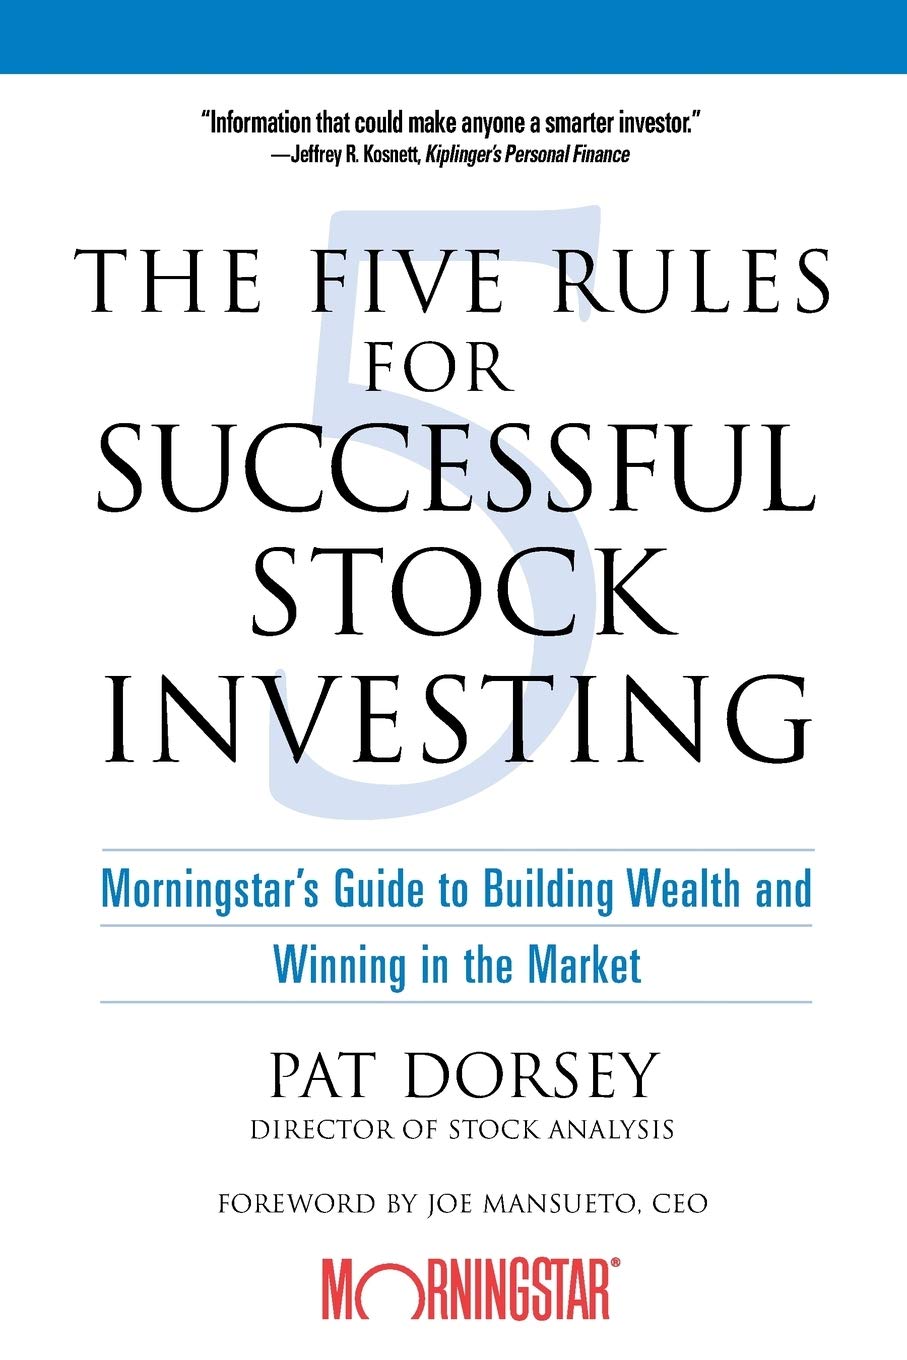 “Information that could make anyone a smarter investor.”
—Jeffrey R. Kosnett, Kiplinger's Personal Finance
5
THE FIVE RULES
FOR
SUCCESSFUL
STOCK
INVESTING
Morningstar's Guide to Building Wealth and
Winning in the Market
PAT DORSEY
DIRECTOR OF STOCK ANALYSIS
FOREWORD BY JOE MANSUETO, CEO
MORNINGSTAR®